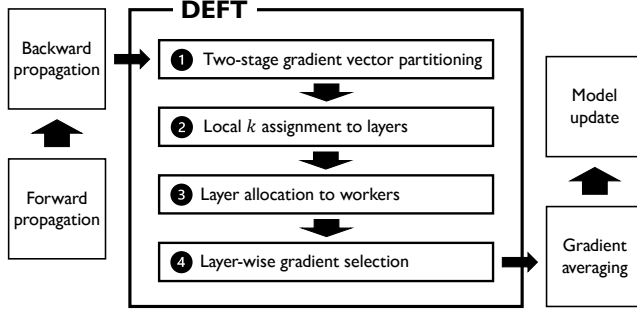 DEFT
Backward
propagation
Forward
propagation
1 Two-stage gradient vector partitioning
2 Local k assignment to layers
3 Layer allocation to workers
4 Layer-wise gradient selection
Model
update
Gradient
averaging